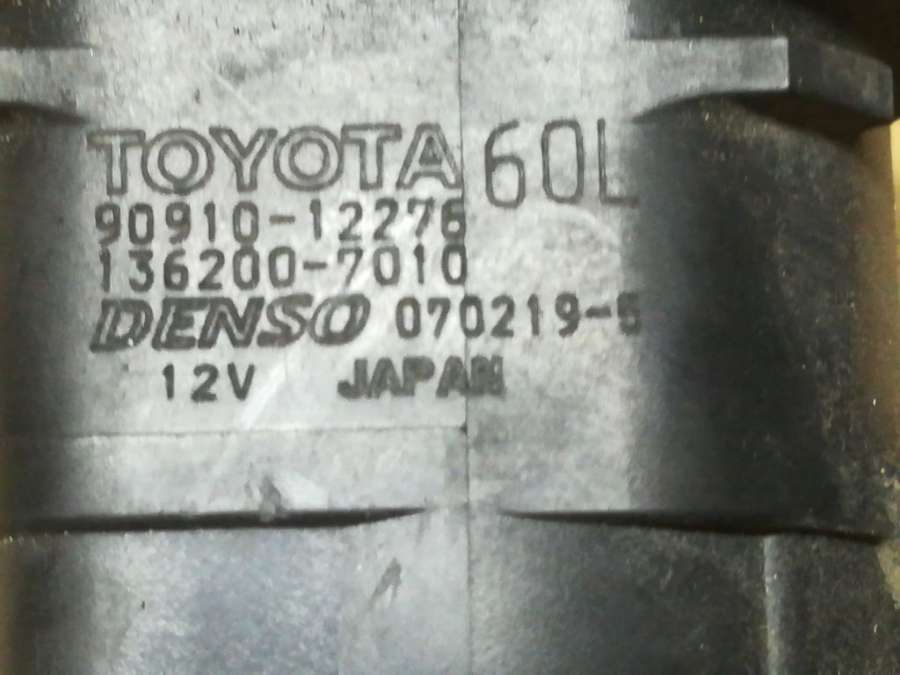 TOYOTA 60L
90910-12276
136200-7010
DENSO 070219-5
12V JAPAN